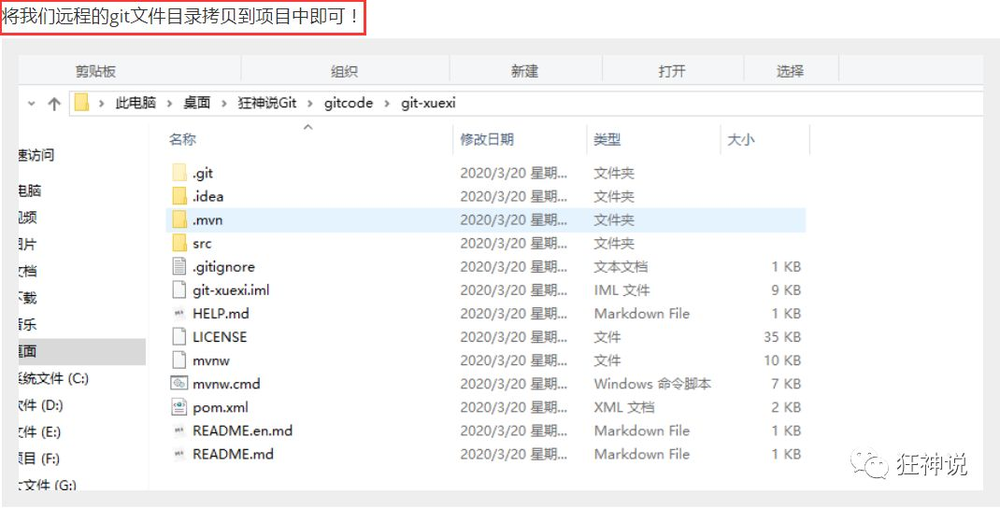 将我们远程的git文件目录拷贝到项目中即可！
剪贴板 组织 新建 打开 选择
此电脑 桌面 狂神说Git gitcode git-xuexi
名称 修改日期 类型 大小
速访问
电脑
视频
图片
文档
下载
音乐
桌面
系统文件 (C:)
软件 (D:)
文件 (E:)
项目 (F:)
文件 (G:)
.git 2020/3/20 星期... 文件夹
.idea 2020/3/20 星期... 文件夹
.mvn 2020/3/20 星期... 文件夹
src 2020/3/20 星期... 文件夹
.gitignore 2020/3/20 星期... 文本文档 1 KB
git-xuexi.iml 2020/3/20 星期... IML 文件 9 KB
HELP.md 2020/3/20 星期... Markdown File 1 KB
LICENSE 2020/3/20 星期... 文件 35 KB
mvnw 2020/3/20 星期... 文件 10 KB
mvnw.cmd 2020/3/20 星期... Windows 命令脚本 7 KB
pom.xml 2020/3/20 星期... XML 文档 2 KB
README.en.md 2020/3/20 星期... Markdown File 1 KB
README.md 2020/3/20 星期... Markdown File 1 KB
狂神说